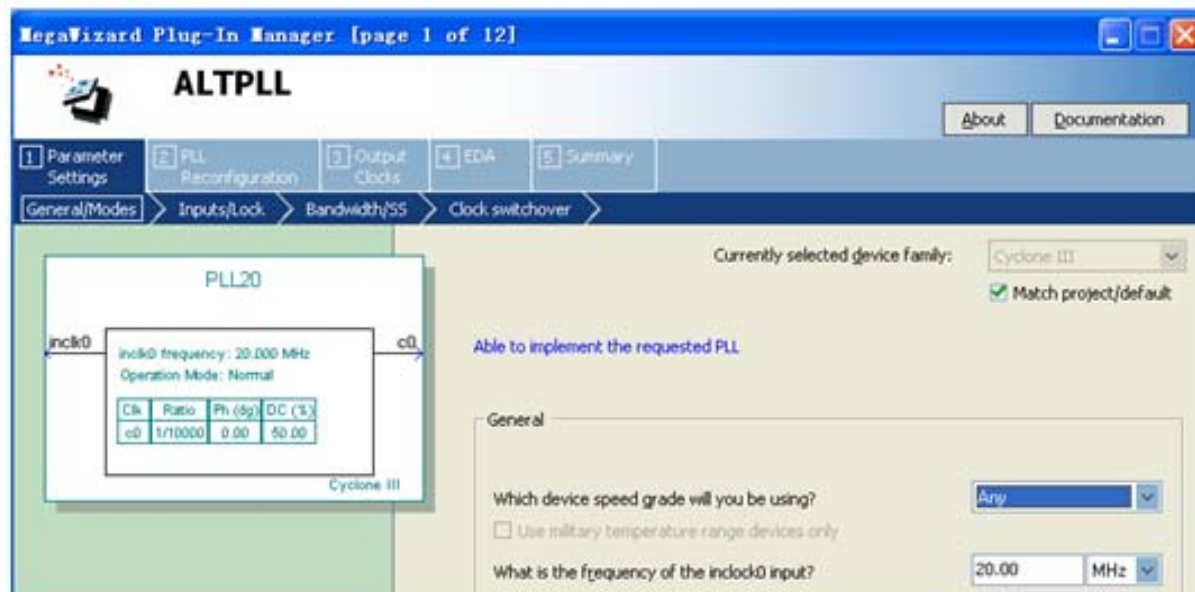 MegaWizard Plug-In Manager [page 1 of 12]
ALTPLL
About
Documentation
1 Parameter Settings
2 PLL Reconfiguration
3 Output Clocks
4 EDA
5 Summary
General/Modes
Inputs/Lock
Bandwidth/SS
Clock switchover
Currently selected device family:
Cyclone III
Match project/default
PLL20
inclk0
c0
inclk0 frequency: 20.000 MHz
Operation Mode: Normal
Clk Ratio Ph (dg) DC (%)
c0 1/10000 0.00 50.00
Cyclone III
Able to implement the requested PLL
General
Which device speed grade will you be using?
Any
Use military temperature range devices only
What is the frequency of the inclock0 input?
20.00
MHz